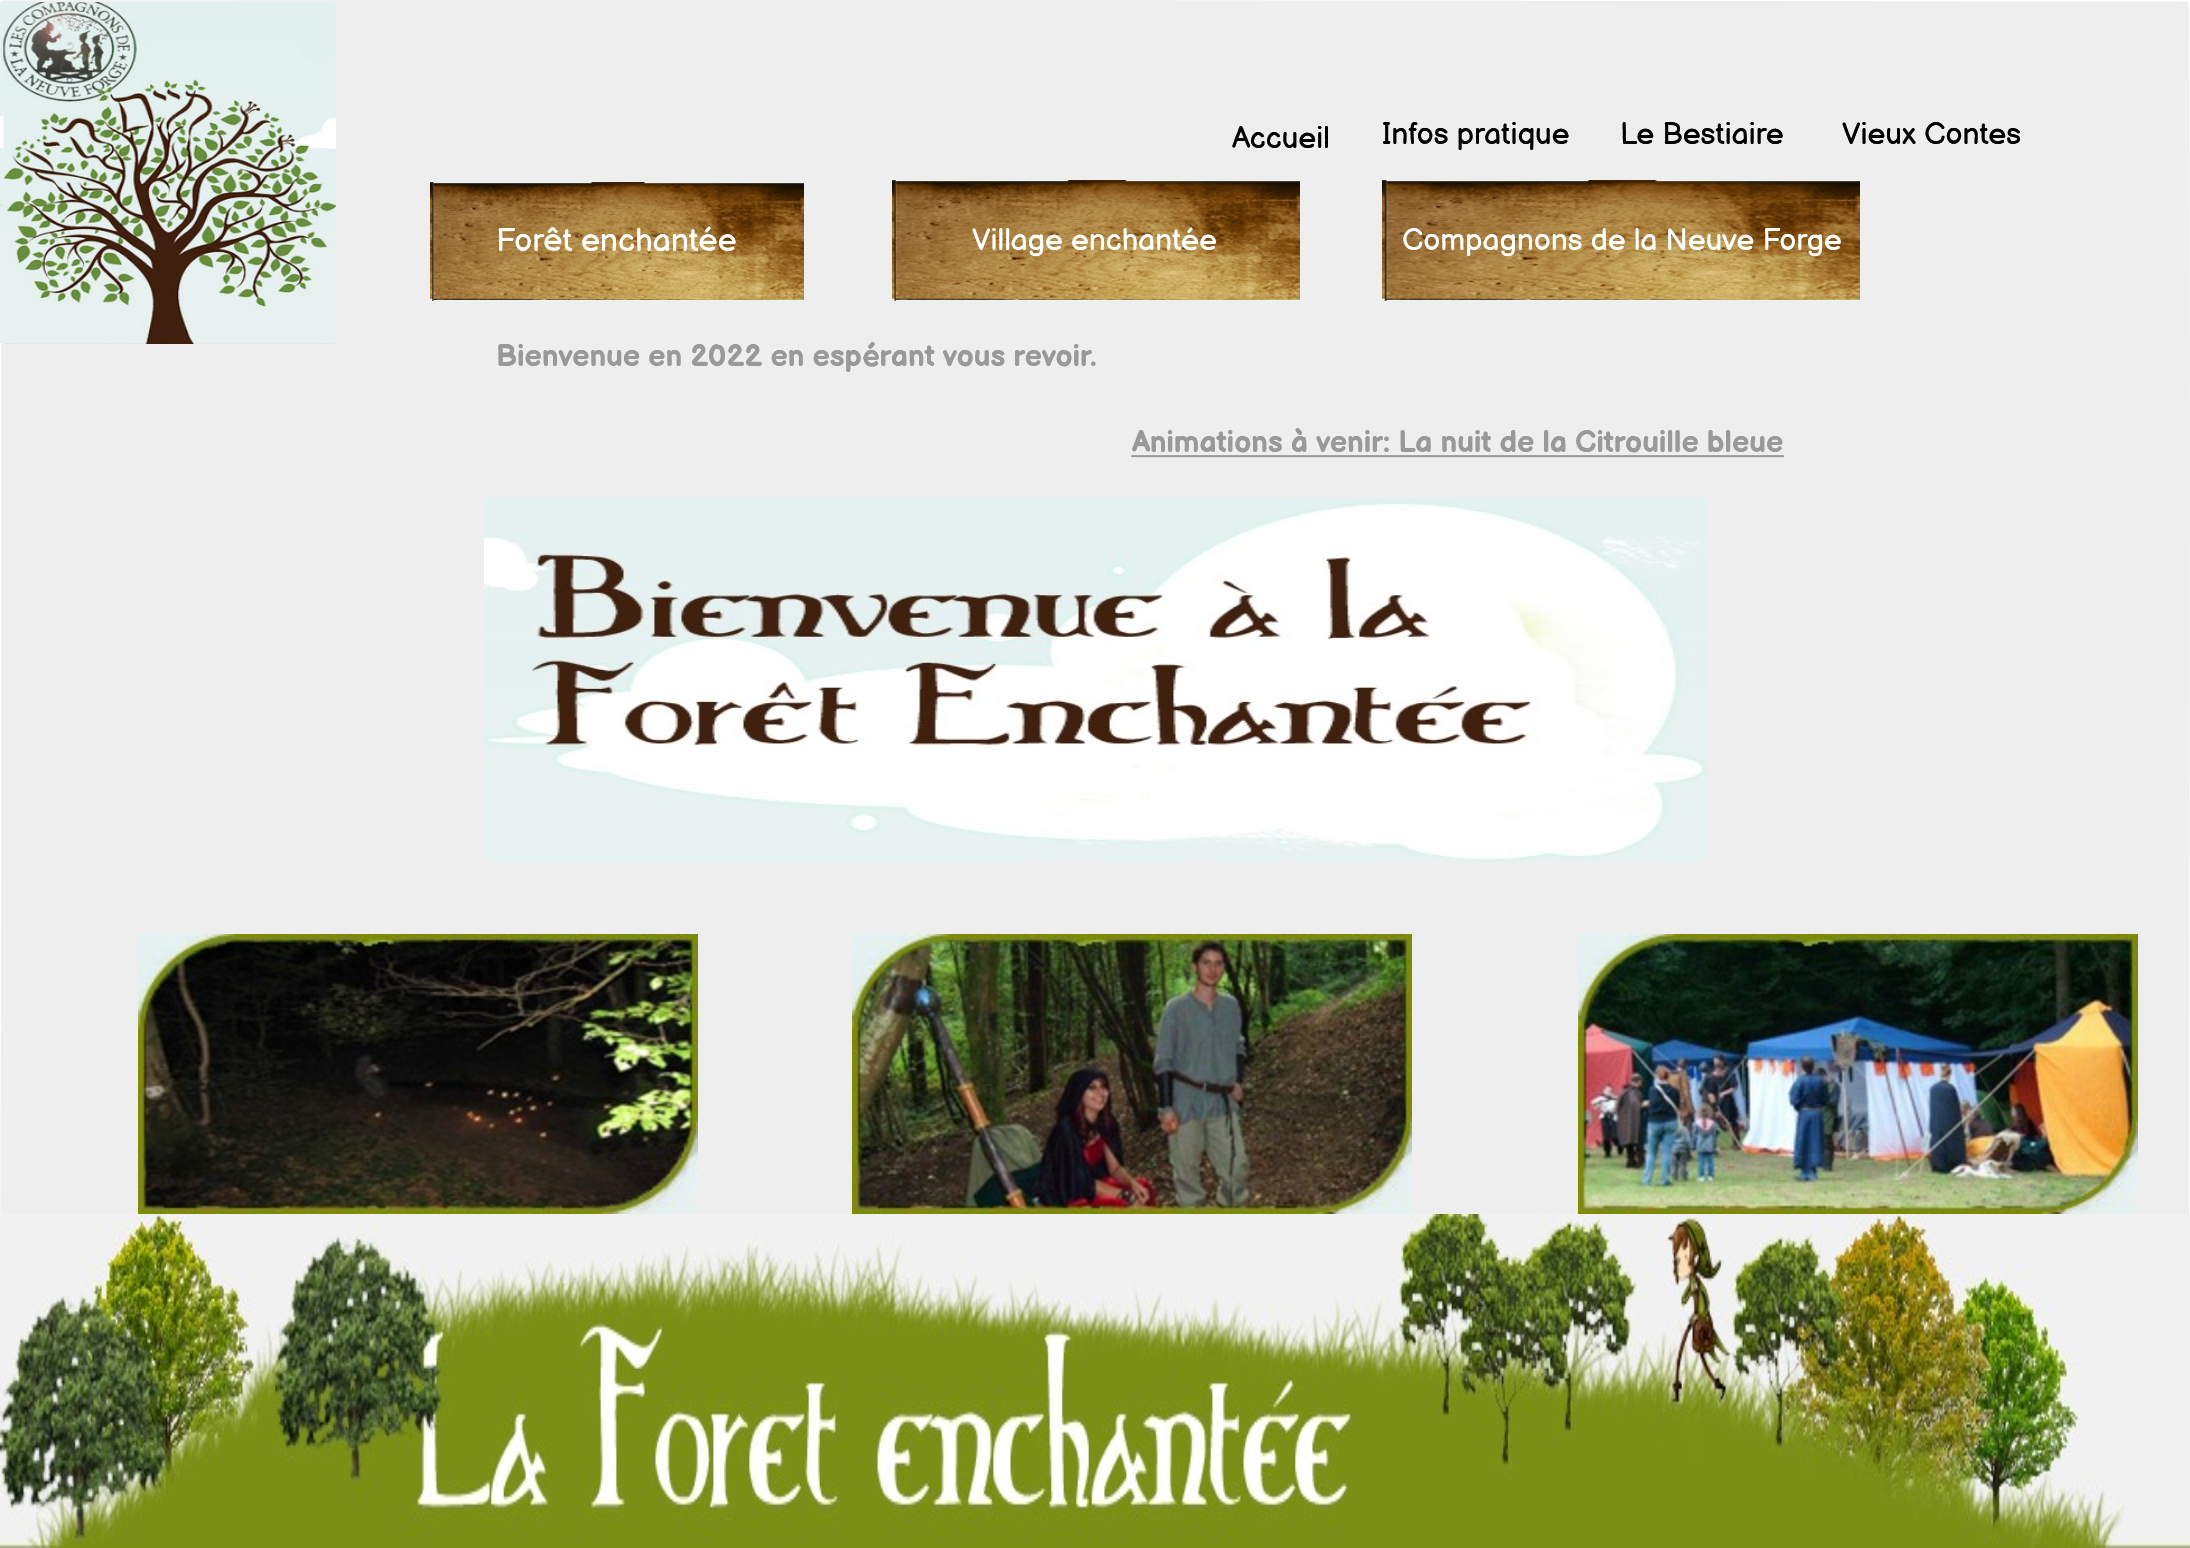 LES COMPAGNONS DE
LA NEUVE FORGE
Accueil
Infos pratique
Le Bestiaire
Vieux Contes
Forêt enchantée
Village enchantée
Compagnons de la Neuve Forge
Bienvenue en 2022 en espérant vous revoir.
Animations à venir: La nuit de la Citrouille bleue
Bienvenue à la
Forêt Enchantée
La Foret enchantée